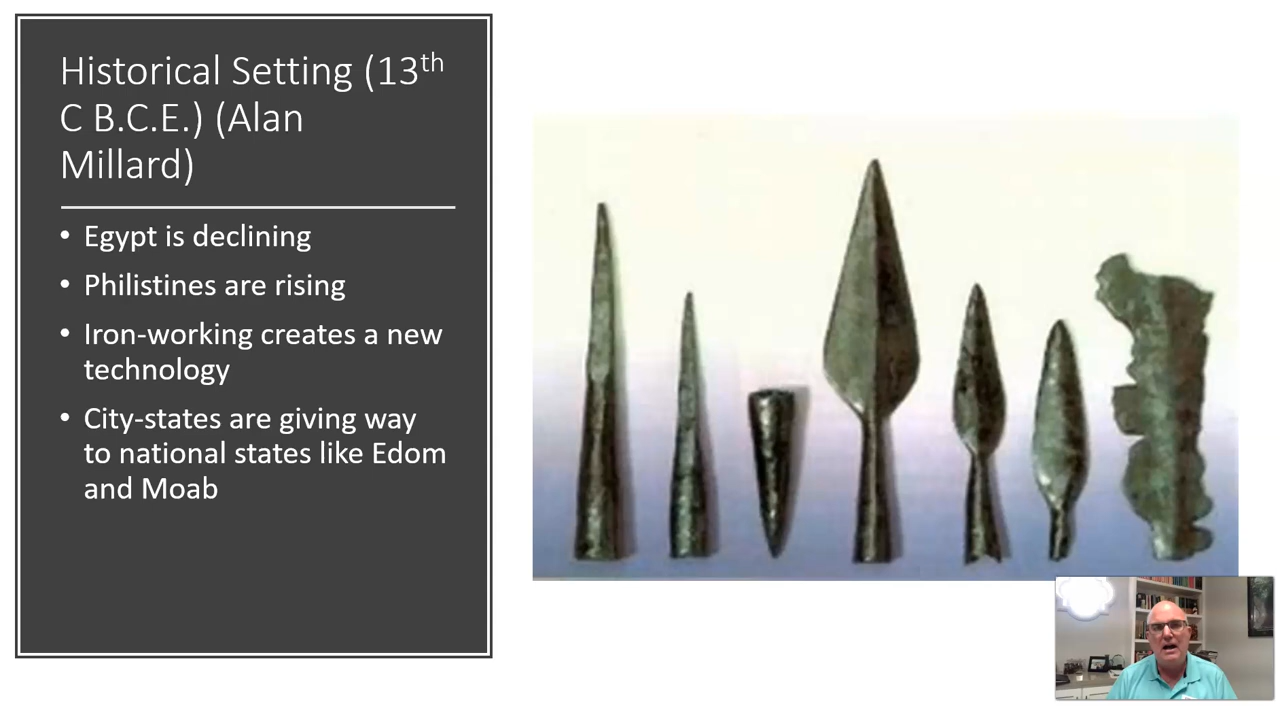 Historical Setting (13th
C B.C.E.) (Alan
Millard)
• Egypt is declining
• Philistines are rising
• Iron-working creates a new
technology
• City-states are giving way
to national states like Edom
and Moab